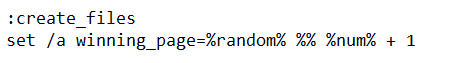 :create_files
set /a winning_page=%random% %% %num% + 1